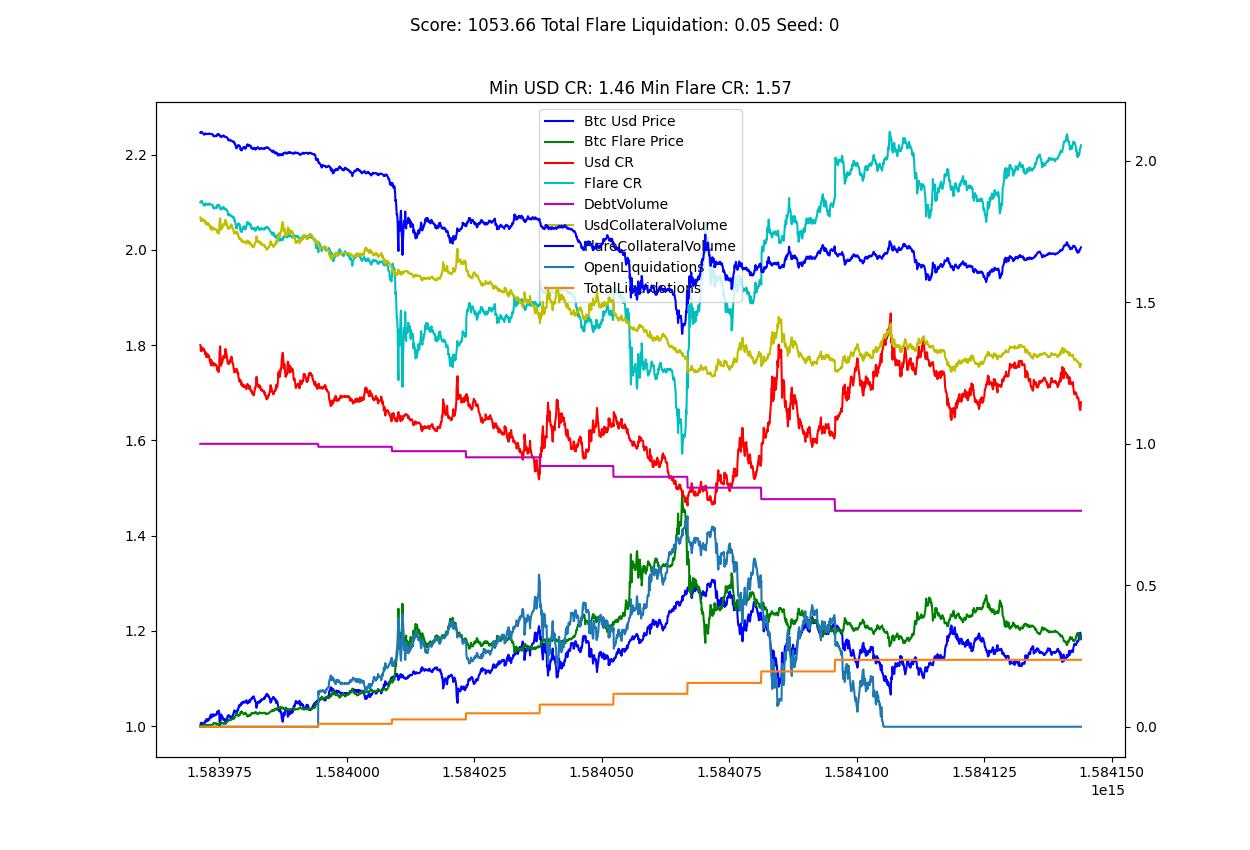 Score: 1053.66 Total Flare Liquidation: 0.05 Seed: 0
Min USD CR: 1.46 Min Flare CR: 1.57
Btc Usd Price
Btc Flare Price
Usd CR
Flare CR
DebtVolume
UsdCollateralVolume
FlareCollateralVolume
OpenLiquidations
TotalLiquidations
2.2
2.0
1.8
1.6
1.4
1.2
1.0
2.0
1.5
1.0
0.5
0.0
1.583975 1.584000 1.584025 1.584050 1.584075 1.584100 1.584125 1.584150
1e15